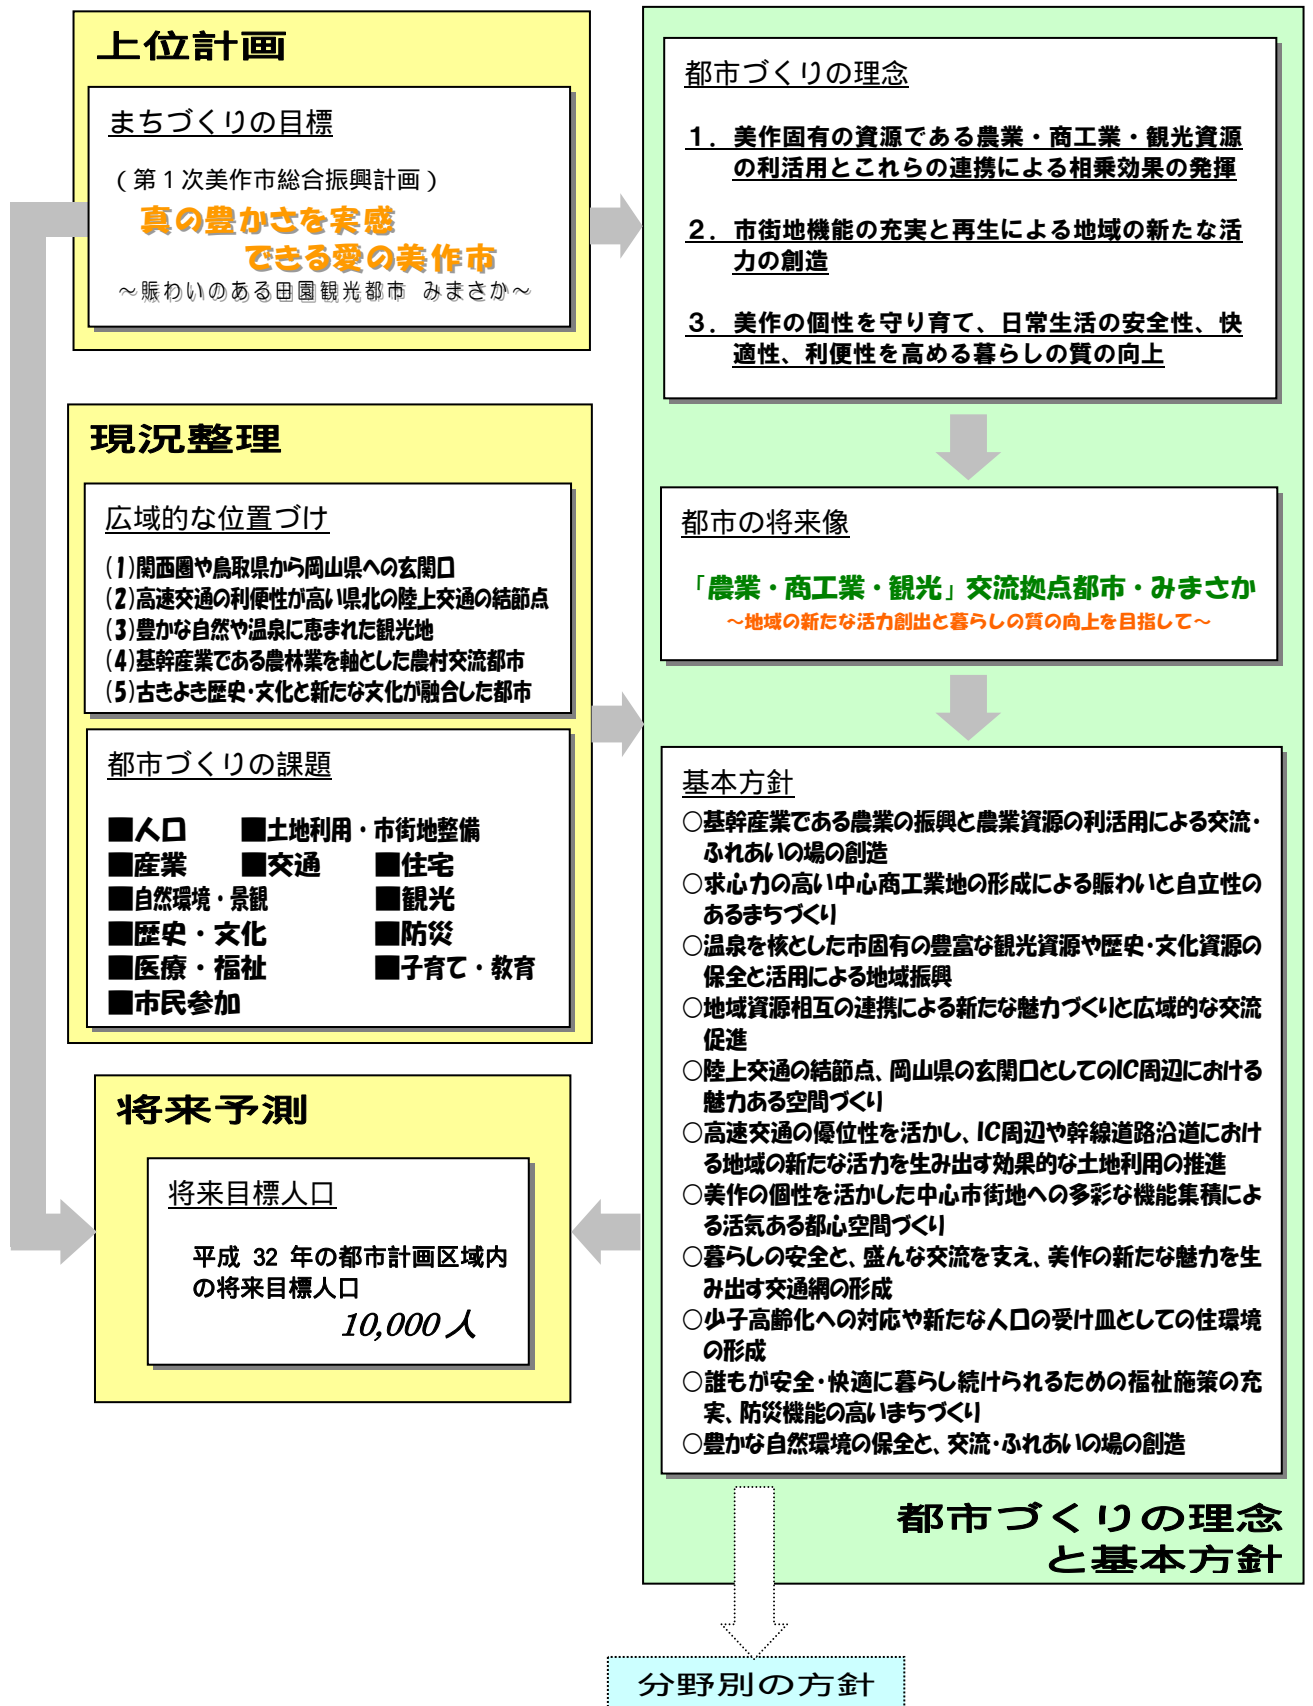 上位計画
まちづくりの目標
(第1次美作市総合振興計画)
真の豊かさを実感
できる愛の美作市
～賑わいのある田園観光都市 みまさか～
現況整理
広域的な位置づけ
(1)関西圏や鳥取県から岡山県への玄関口
(2)高速交通の利便性が高い県北の陸上交通の結節点
(3)豊かな自然や温泉に恵まれた観光地
(4)基幹産業である農林業を軸とした農村交流都市
(5)古きよき歴史・文化と新たな文化が融合した都市
都市づくりの課題
■人口 ■土地利用・市街地整備
■産業 ■交通 ■住宅
■自然環境・景観 ■観光
■歴史・文化 ■防災
■医療・福祉 ■子育て・教育
■市民参加
将来予測
将来目標人口
平成 32 年の都市計画区域内
の将来目標人口
10,000 人
都市づくりの理念
1. 美作固有の資源である農業・商工業・観光資源
の利活用とこれらの連携による相乗効果の発揮
2. 市街地機能の充実と再生による地域の新たな活
力の創造
3. 美作の個性を守り育て、日常生活の安全性、快
適性、利便性を高める暮らしの質の向上
都市の将来像
「農業・商工業・観光」交流拠点都市・みまさか
～地域の新たな活力創出と暮らしの質の向上を目指して～
基本方針
○基幹産業である農業の振興と農業資源の利活用による交流・
ふれあいの場の創造
○求心力の高い中心商工業地の形成による賑わいと自立性の
あるまちづくり
○温泉を核とした市固有の豊富な観光資源や歴史・文化資源の
保全と活用による地域振興
○地域資源相互の連携による新たな魅力づくりと広域的な交流
促進
○陸上交通の結節点、岡山県の玄関口としてのIC周辺における
魅力ある空間づくり
○高速交通の優位性を活かし、IC周辺や幹線道路沿道におけ
る地域の新たな活力を生み出す効果的な土地利用の推進
○美作の個性を活かした中心市街地への多彩な機能集積によ
る活気ある都心空間づくり
○暮らしの安全と、盛んな交流を支え、美作の新たな魅力を生
み出す交通網の形成
○少子高齢化への対応や新たな人口の受け皿としての住環境
の形成
○誰もが安全・快適に暮らし続けられるための福祉施策の充
実、防災機能の高いまちづくり
○豊かな自然環境の保全と、交流・ふれあいの場の創造
都市づくりの理念
と基本方針
分野別の方針